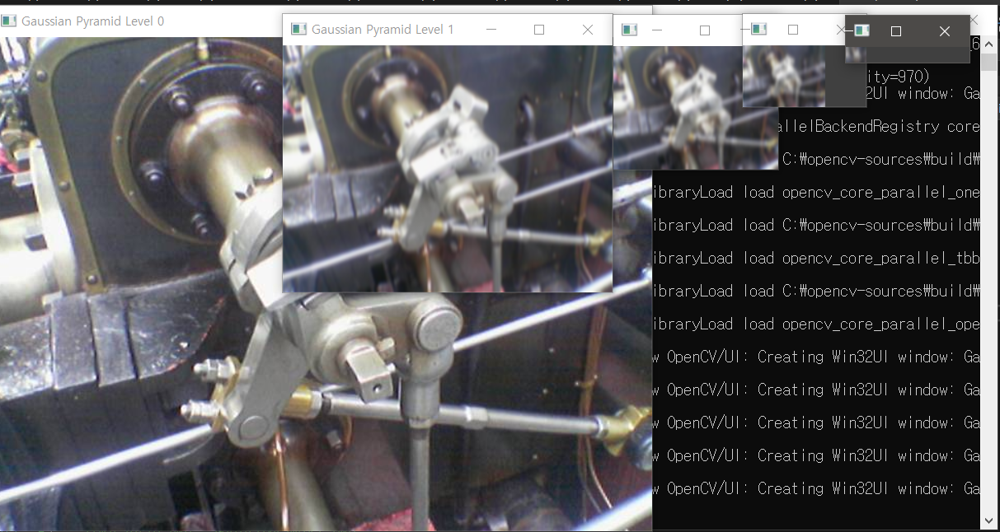 Gaussian Pyramid Level 0
Gaussian Pyramid Level 1
ity=970)
2UI window: Ga
allelBackendRegistry core
C:₩opencv-sources₩build₩
ibraryLoad load opencv_core_parallel_one
ibraryLoad load C:₩opencv-sources₩build₩
ibraryLoad load opencv_core_parallel_tbb
ibraryLoad load C:₩opencv-sources₩build₩
ibraryLoad load opencv_core_parallel_ope
w OpenCV/UI: Creating Win32UI window: Ga
w OpenCV/UI: Creating Win32UI window: Ga
w OpenCV/UI: Creating Win32UI window: Ga
w OpenCV/UI: Creating Win32UI window: Ga
w OpenCV/UI: Creating Win32UI window: Ga